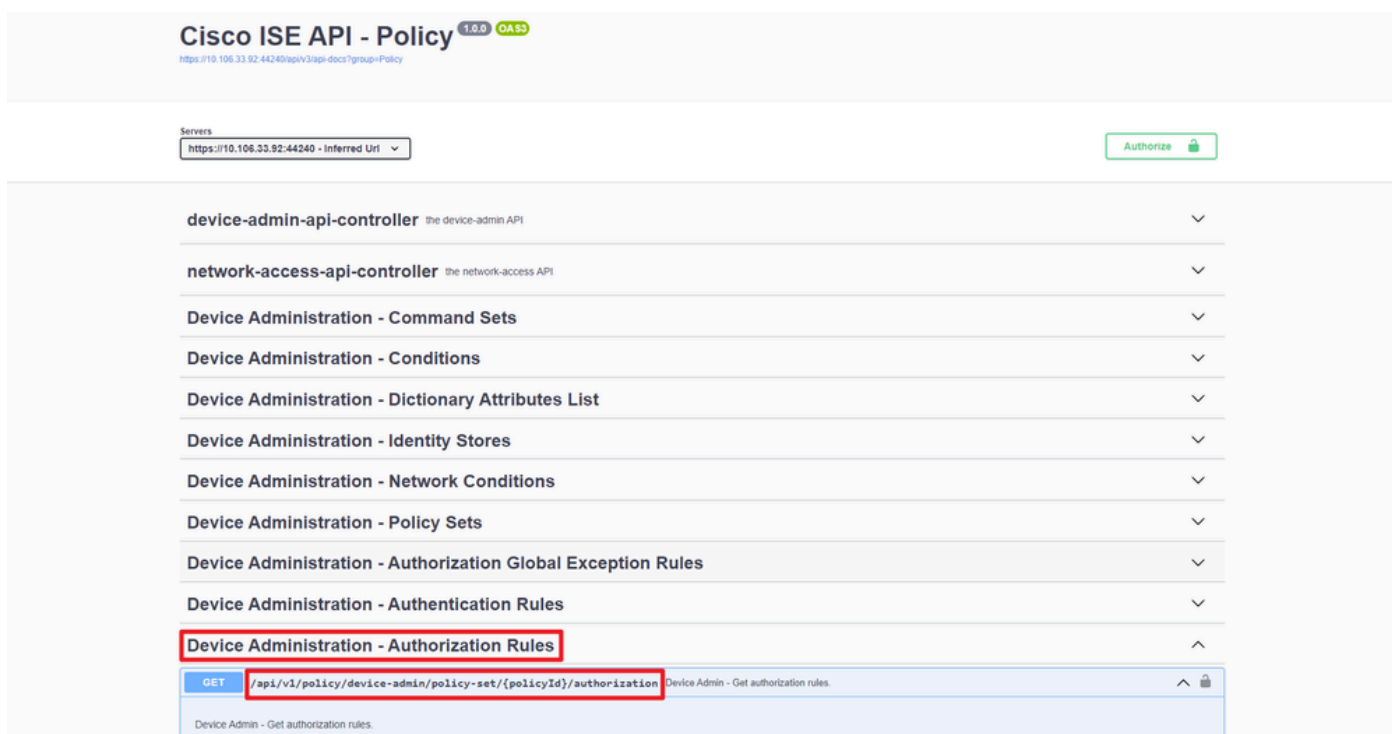 Cisco ISE API - Policy 1.0.0 OAS3
https://10.106.33.92:44240/api/v3/api-docs?group=Policy
Servers
https://10.106.33.92:44240 - Inferred Url
Authorize
device-admin-api-controller the device-admin API
network-access-api-controller the network-access API
Device Administration - Command Sets
Device Administration - Conditions
Device Administration - Dictionary Attributes List
Device Administration - Identity Stores
Device Administration - Network Conditions
Device Administration - Policy Sets
Device Administration - Authorization Global Exception Rules
Device Administration - Authentication Rules
Device Administration - Authorization Rules
GET /api/v1/policy/device-admin/policy-set/{policyId}/authorization Device Admin - Get authorization rules.
Device Admin - Get authorization rules.